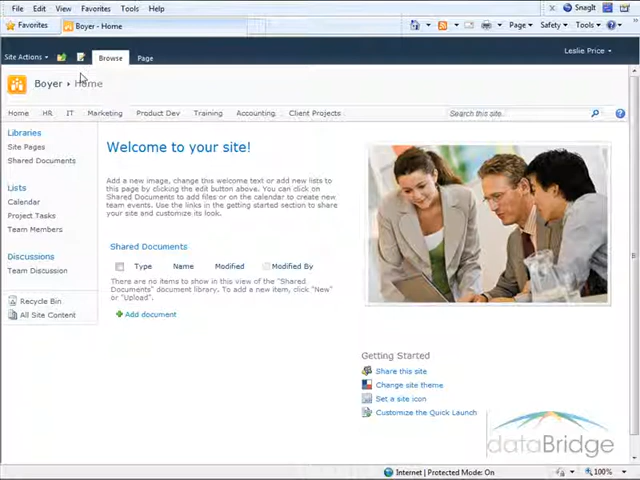 File Edit View Favorites Tools Help SnagIt
Favorites Boyer - Home Page Safety Tools
Site Actions Browse Page Leslie Price
Boyer Home
Home HR IT Marketing Product Dev Training Accounting Client Projects Search this site...
Libraries
Site Pages
Shared Documents
Lists
Calendar
Project Tasks
Team Members
Discussions
Team Discussion
Recycle Bin
All Site Content
Welcome to your site!
Add a new image, change this welcome text or add new lists to
this page by clicking the edit button above. You can click on
Shared Documents to add files or on the calendar to create new
team events. Use the links in the getting started section to share
your site and customize its look.
Shared Documents
Type Name Modified Modified By
There are no items to show in this view of the "Shared
Documents" document library. To add a new item, click "New"
or "Upload".
Add document
Getting Started
Share this site
Change site theme
Set a site icon
Customize the Quick Launch
dataBridge
Internet | Protected Mode: On 100%